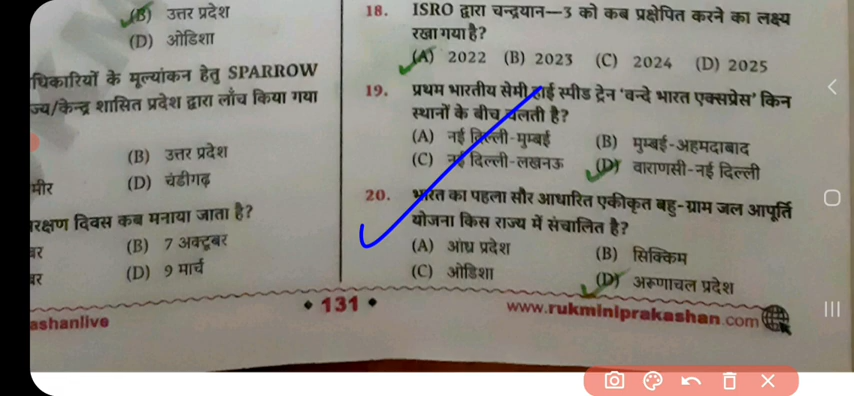 (B) उत्तर प्रदेश
(D) ओडिशा
धिकारियों के मूल्यांकन हेतु SPARROW
ज्य/केन्द्र शासित प्रदेश द्वारा लाँच किया गया
(B) उत्तर प्रदेश
मीर (D) चंडीगढ़
रक्षण दिवस कब मनाया जाता है?
बर (B) 7 अक्टूबर
बर (D) 9 मार्च
18. ISRO द्वारा चन्द्रयान–3 को कब प्रक्षेपित करने का लक्ष्य
रखा गया है?
(A) 2022 (B) 2023 (C) 2024 (D) 2025
19. प्रथम भारतीय सेमी हाई स्पीड ट्रेन ‘वन्दे भारत एक्सप्रेस’ किन
स्थानों के बीच चलती है?
(A) नई दिल्ली-मुम्बई (B) मुम्बई-अहमदाबाद
(C) नई दिल्ली-लखनऊ (D) वाराणसी-नई दिल्ली
20. भारत का पहला सौर आधारित एकीकृत बहु-ग्राम जल आपूर्ति
योजना किस राज्य में संचालित है?
(A) आंध्र प्रदेश (B) सिक्किम
(C) ओडिशा (D) अरूणाचल प्रदेश
ashanlive
131
www.rukminiprakashan.com